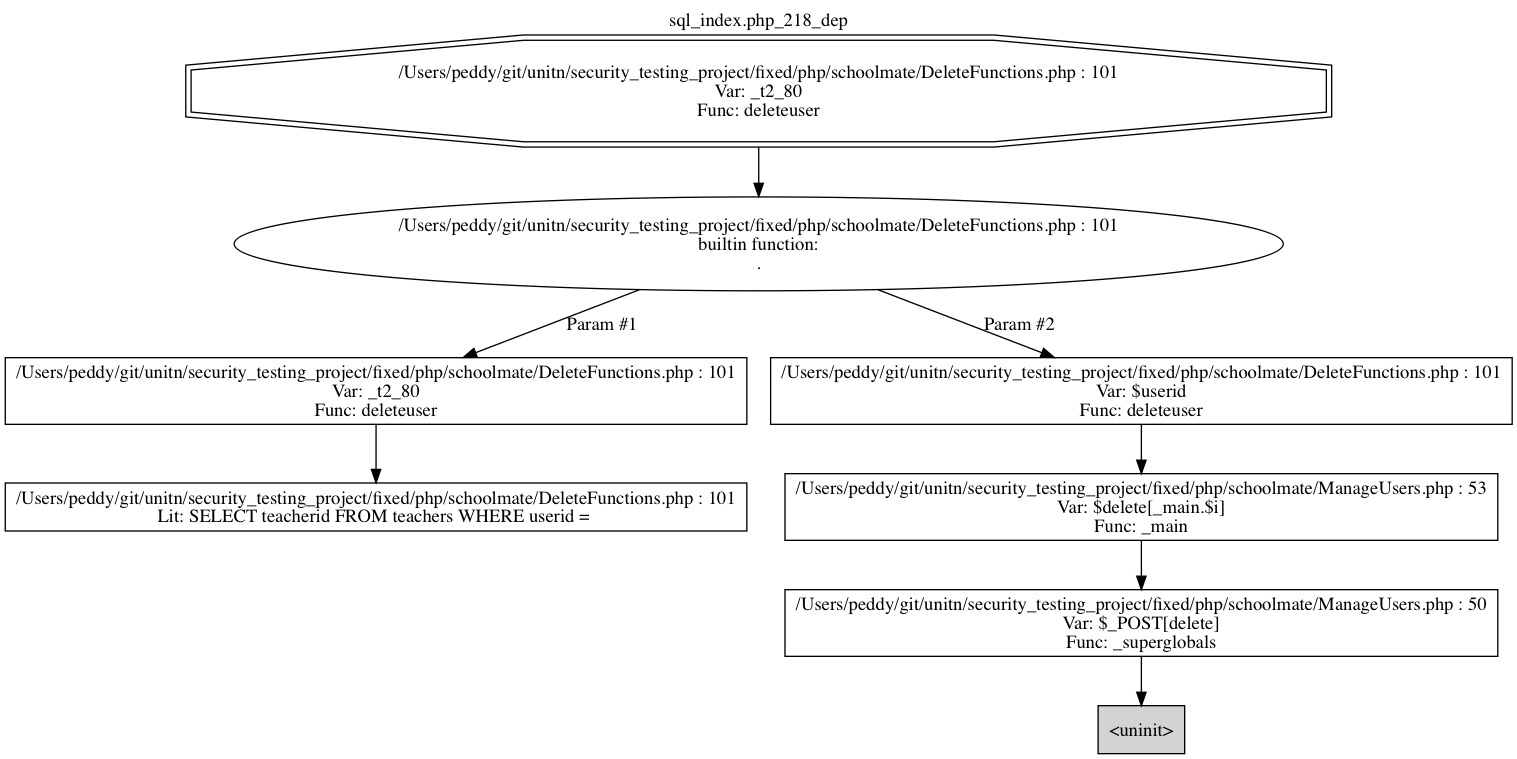 sql_index.php_218_dep
/Users/peddy/git/unitn/security_testing_project/fixed/php/schoolmate/DeleteFunctions.php : 101
Var: _t2_80
Func: deleteuser
/Users/peddy/git/unitn/security_testing_project/fixed/php/schoolmate/DeleteFunctions.php : 101
builtin function:
.
Param #1
Param #2
/Users/peddy/git/unitn/security_testing_project/fixed/php/schoolmate/DeleteFunctions.php : 101
Var: _t2_80
Func: deleteuser
/Users/peddy/git/unitn/security_testing_project/fixed/php/schoolmate/DeleteFunctions.php : 101
Var: $userid
Func: deleteuser
/Users/peddy/git/unitn/security_testing_project/fixed/php/schoolmate/DeleteFunctions.php : 101
Lit: SELECT teacherid FROM teachers WHERE userid =
/Users/peddy/git/unitn/security_testing_project/fixed/php/schoolmate/ManageUsers.php : 53
Var: $delete[_main.$i]
Func: _main
/Users/peddy/git/unitn/security_testing_project/fixed/php/schoolmate/ManageUsers.php : 50
Var: $_POST[delete]
Func: _superglobals
<uninit>